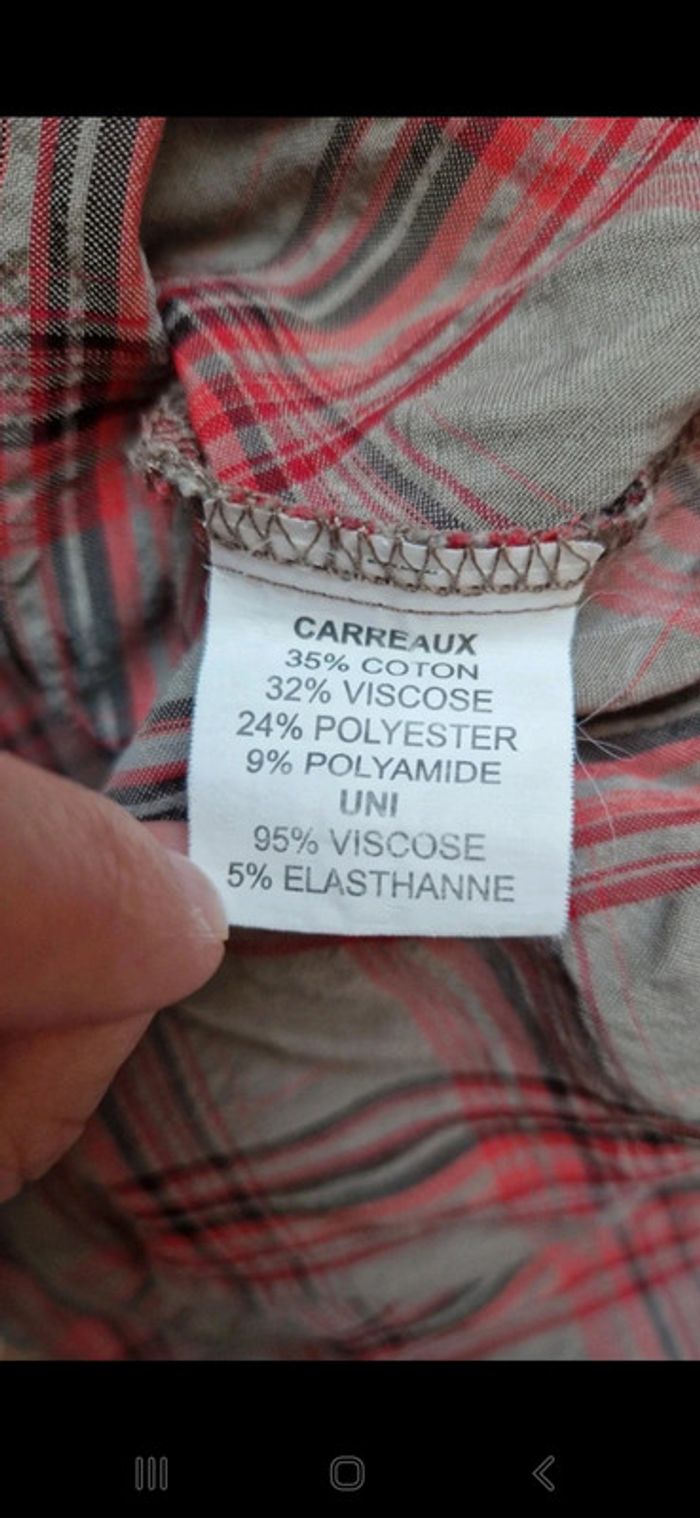 CARREAUX
35% COTON
32% VISCOSE
24% POLYESTER
9% POLYAMIDE
UNI
95% VISCOSE
5% ELASTHANNE